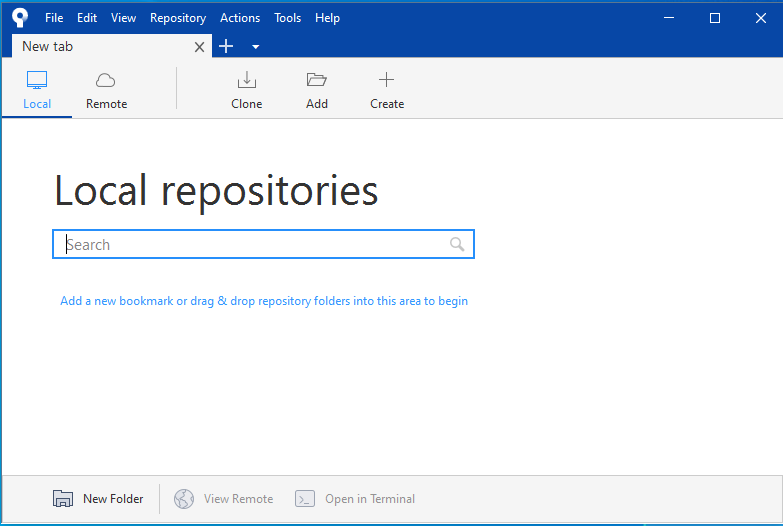 File Edit View Repository Actions Tools Help
New tab
Local Remote Clone Add Create
Local repositories
Search
Add a new bookmark or drag & drop repository folders into this area to begin
New Folder View Remote Open in Terminal